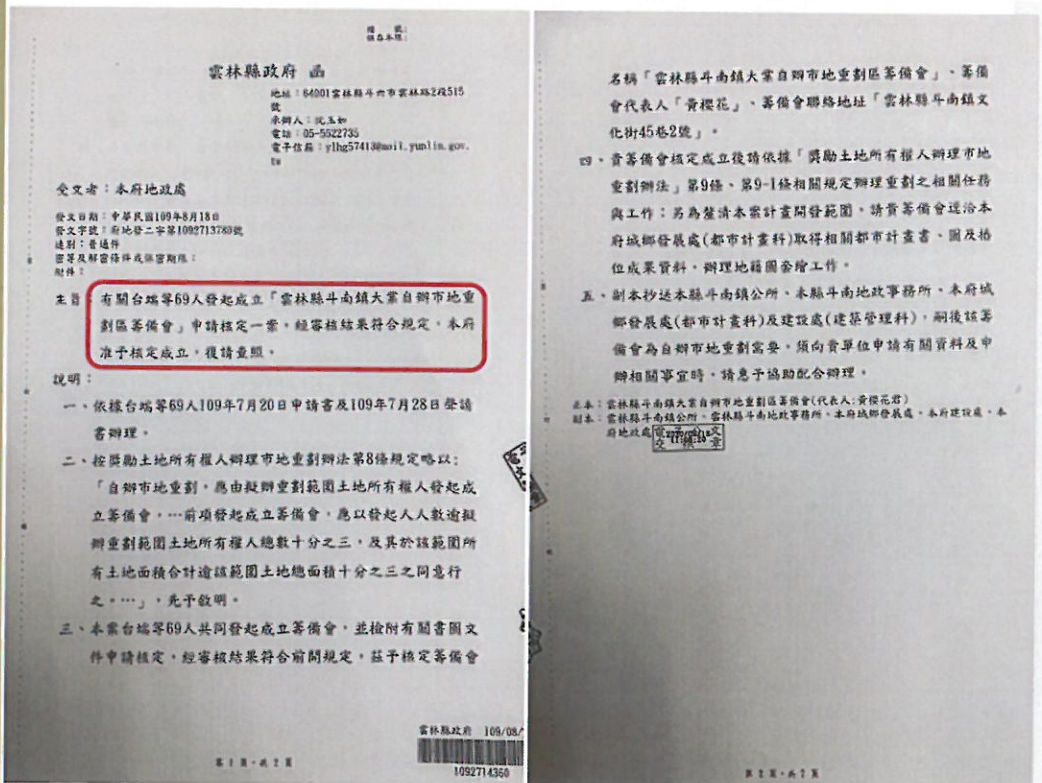 檔　號：
保存年限：
雲林縣政府　函
地址：64001雲林縣斗六市雲林路2段515
號
承辦人：沈玉如
電話：05-5522735
電子信箱：ylhg57413@mail.yunlin.gov.
tw
受文者：本府地政處
發文日期：中華民國109年8月18日
發文字號：府地發二字第1092713780號
速別：普通件
密等及解密條件或保密期限：
附件：
主旨：有關台端等69人發起成立「雲林縣斗南鎮大業自辦市地重
劃區籌備會」申請核定一案，經審核結果符合規定，本府
准予核定成立，復請查照。
說明：
一、依據台端等69人109年7月20日申請書及109年7月28日聲請
書辦理。
二、按獎勵土地所有權人辦理市地重劃辦法第8條規定略以：
「自辦市地重劃，應由擬辦重劃範圍土地所有權人發起成
立籌備會。…前項發起成立籌備會，應以發起人人數逾擬
辦重劃範圍土地所有權人總數十分之三，及其於該範圍所
有土地面積合計逾該範圍土地總面積十分之三之同意行
之。…」，先予敘明。
三、本案台端等69人共同發起成立籌備會，並檢附有關書圖文
件申請核定，經審核結果符合前開規定，茲予核定籌備會
雲林縣政府　109/08/
1092714360
第1頁，共2頁
名稱「雲林縣斗南鎮大業自辦市地重劃區籌備會」、籌備
會代表人「黃櫻花」、籌備會聯絡地址「雲林縣斗南鎮文
化街45巷2號」。
四、貴籌備會核定成立後請依據「獎勵土地所有權人辦理市地
重劃辦法」第9條、第9-1條相關規定辦理重劃之相關任務
與工作；另為釐清本案計畫開發範圍，請貴籌備會逕洽本
府城鄉發展處(都市計畫科)取得相關都市計畫書、圖及樁
位成果資料，辦理地籍圖套繪工作。
五、副本抄送本縣斗南鎮公所、本縣斗南地政事務所、本府城
鄉發展處(都市計畫科)及建設處(建築管理科)，嗣後該籌
備會為自辦市地重劃需要，須向貴單位申請有關資料及申
辦相關事宜時，請惠予協助配合辦理。
正本：雲林縣斗南鎮大業自辦市地重劃區籌備會(代表人:黃櫻花君)
副本：雲林縣斗南鎮公所、雲林縣斗南地政事務所、本府城鄉發展處、本府建設處、本
府地政處
第2頁，共2頁